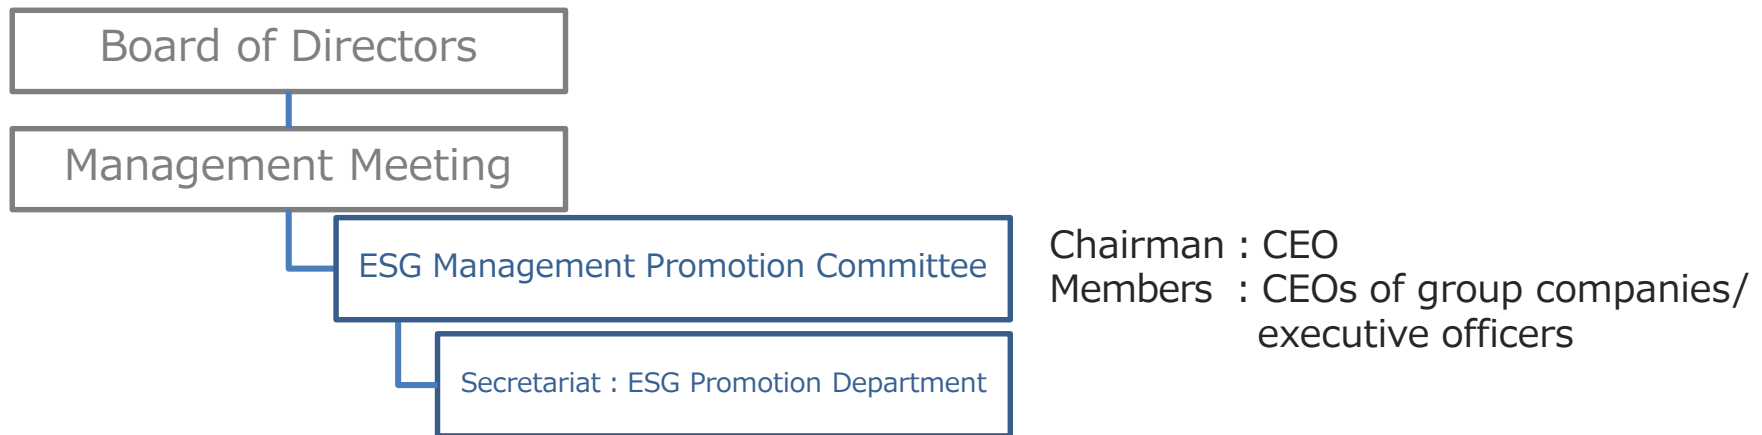 Board of Directors
Management Meeting
ESG Management Promotion Committee
Chairman : CEO
Members : CEOs of group companies/
executive officers
Secretariat : ESG Promotion Department